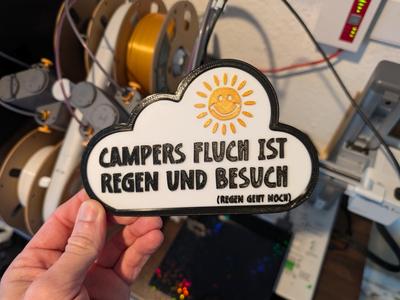 CAMPERS FLUCH IST
REGEN UND BESUCH
(REGEN GEHT NOCH)